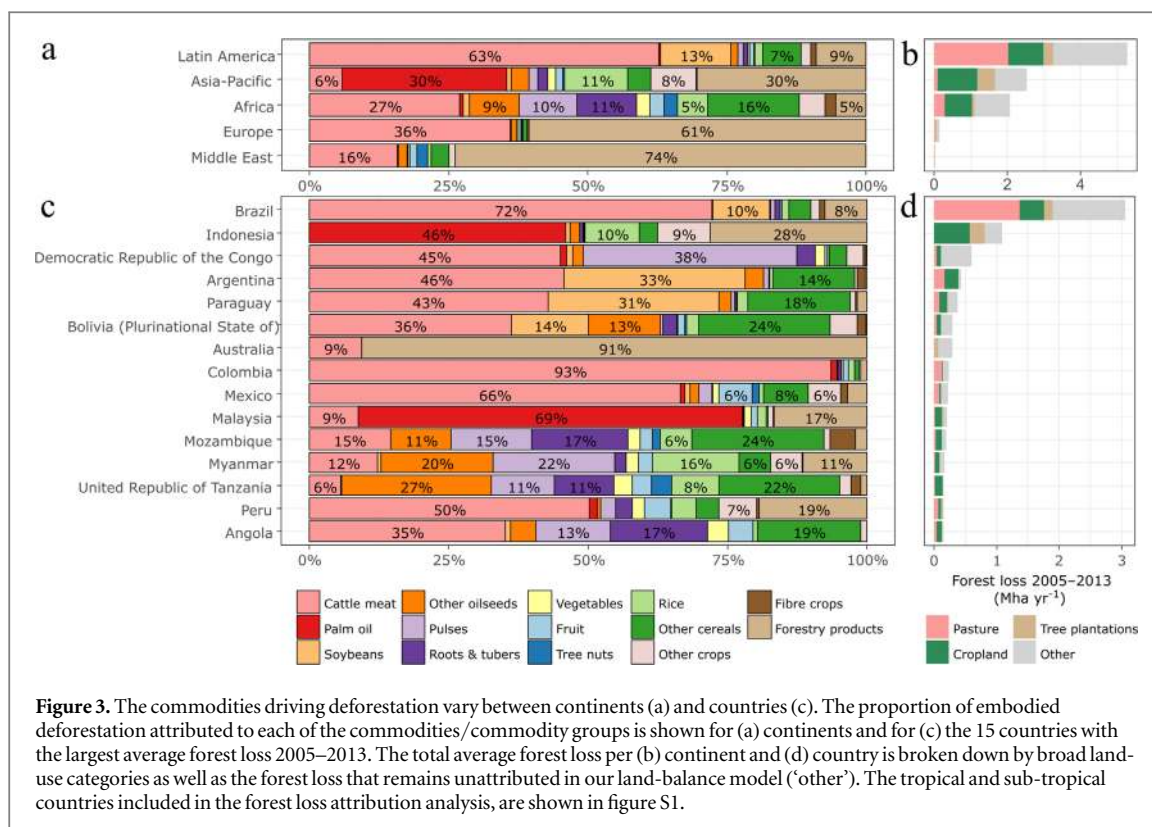 a
b
Latin America 63% 13% 7% 9%
Asia-Pacific 6% 30% 11% 8% 30%
Africa 27% 9% 10% 11% 5% 16% 5%
Europe 36% 61%
Middle East 16% 74%
0% 25% 50% 75% 100%
0 2 4
c
d
Brazil 72% 10% 8%
Indonesia 46% 10% 9% 28%
Democratic Republic of the Congo 45% 38%
Argentina 46% 33% 14%
Paraguay 43% 31% 18%
Bolivia (Plurinational State of) 36% 14% 13% 24%
Australia 9% 91%
Colombia 93%
Mexico 66% 6% 8% 6%
Malaysia 9% 69% 17%
Mozambique 15% 11% 15% 17% 6% 24%
Myanmar 12% 20% 22% 16% 6% 6% 11%
United Republic of Tanzania 6% 27% 11% 11% 8% 22%
Peru 50% 7% 19%
Angola 35% 13% 17% 19%
0% 25% 50% 75% 100%
0 1 2 3
Forest loss 2005–2013
(Mha yr⁻¹)
Cattle meat Other oilseeds Vegetables Rice Fibre crops
Palm oil Pulses Fruit Other cereals Forestry products
Soybeans Roots & tubers Tree nuts Other crops
Pasture Tree plantations
Cropland Other
Figure 3. The commodities driving deforestation vary between continents (a) and countries (c). The proportion of embodied
deforestation attributed to each of the commodities/commodity groups is shown for (a) continents and for (c) the 15 countries with
the largest average forest loss 2005–2013. The total average forest loss per (b) continent and (d) country is broken down by broad land-
use categories as well as the forest loss that remains unattributed in our land-balance model (‘other’). The tropical and sub-tropical
countries included in the forest loss attribution analysis, are shown in figure S1.